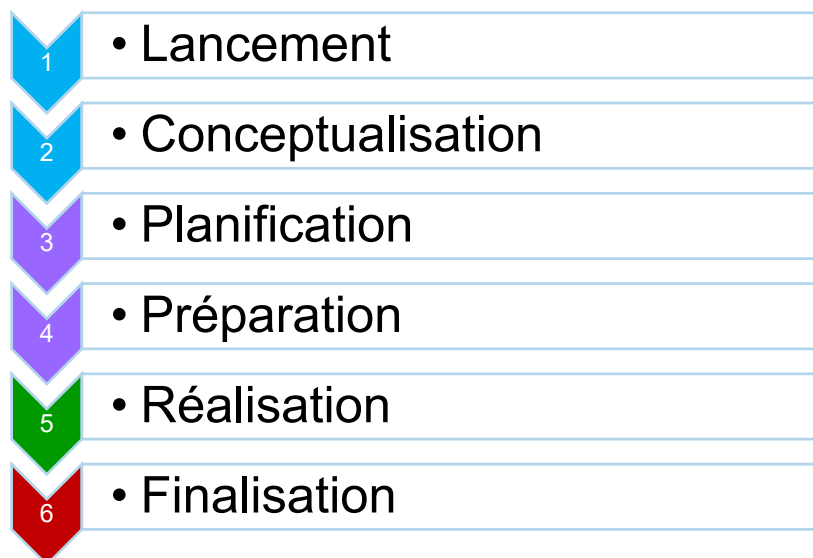 1 • Lancement
2 • Conceptualisation
3 • Planification
4 • Préparation
5 • Réalisation
6 • Finalisation